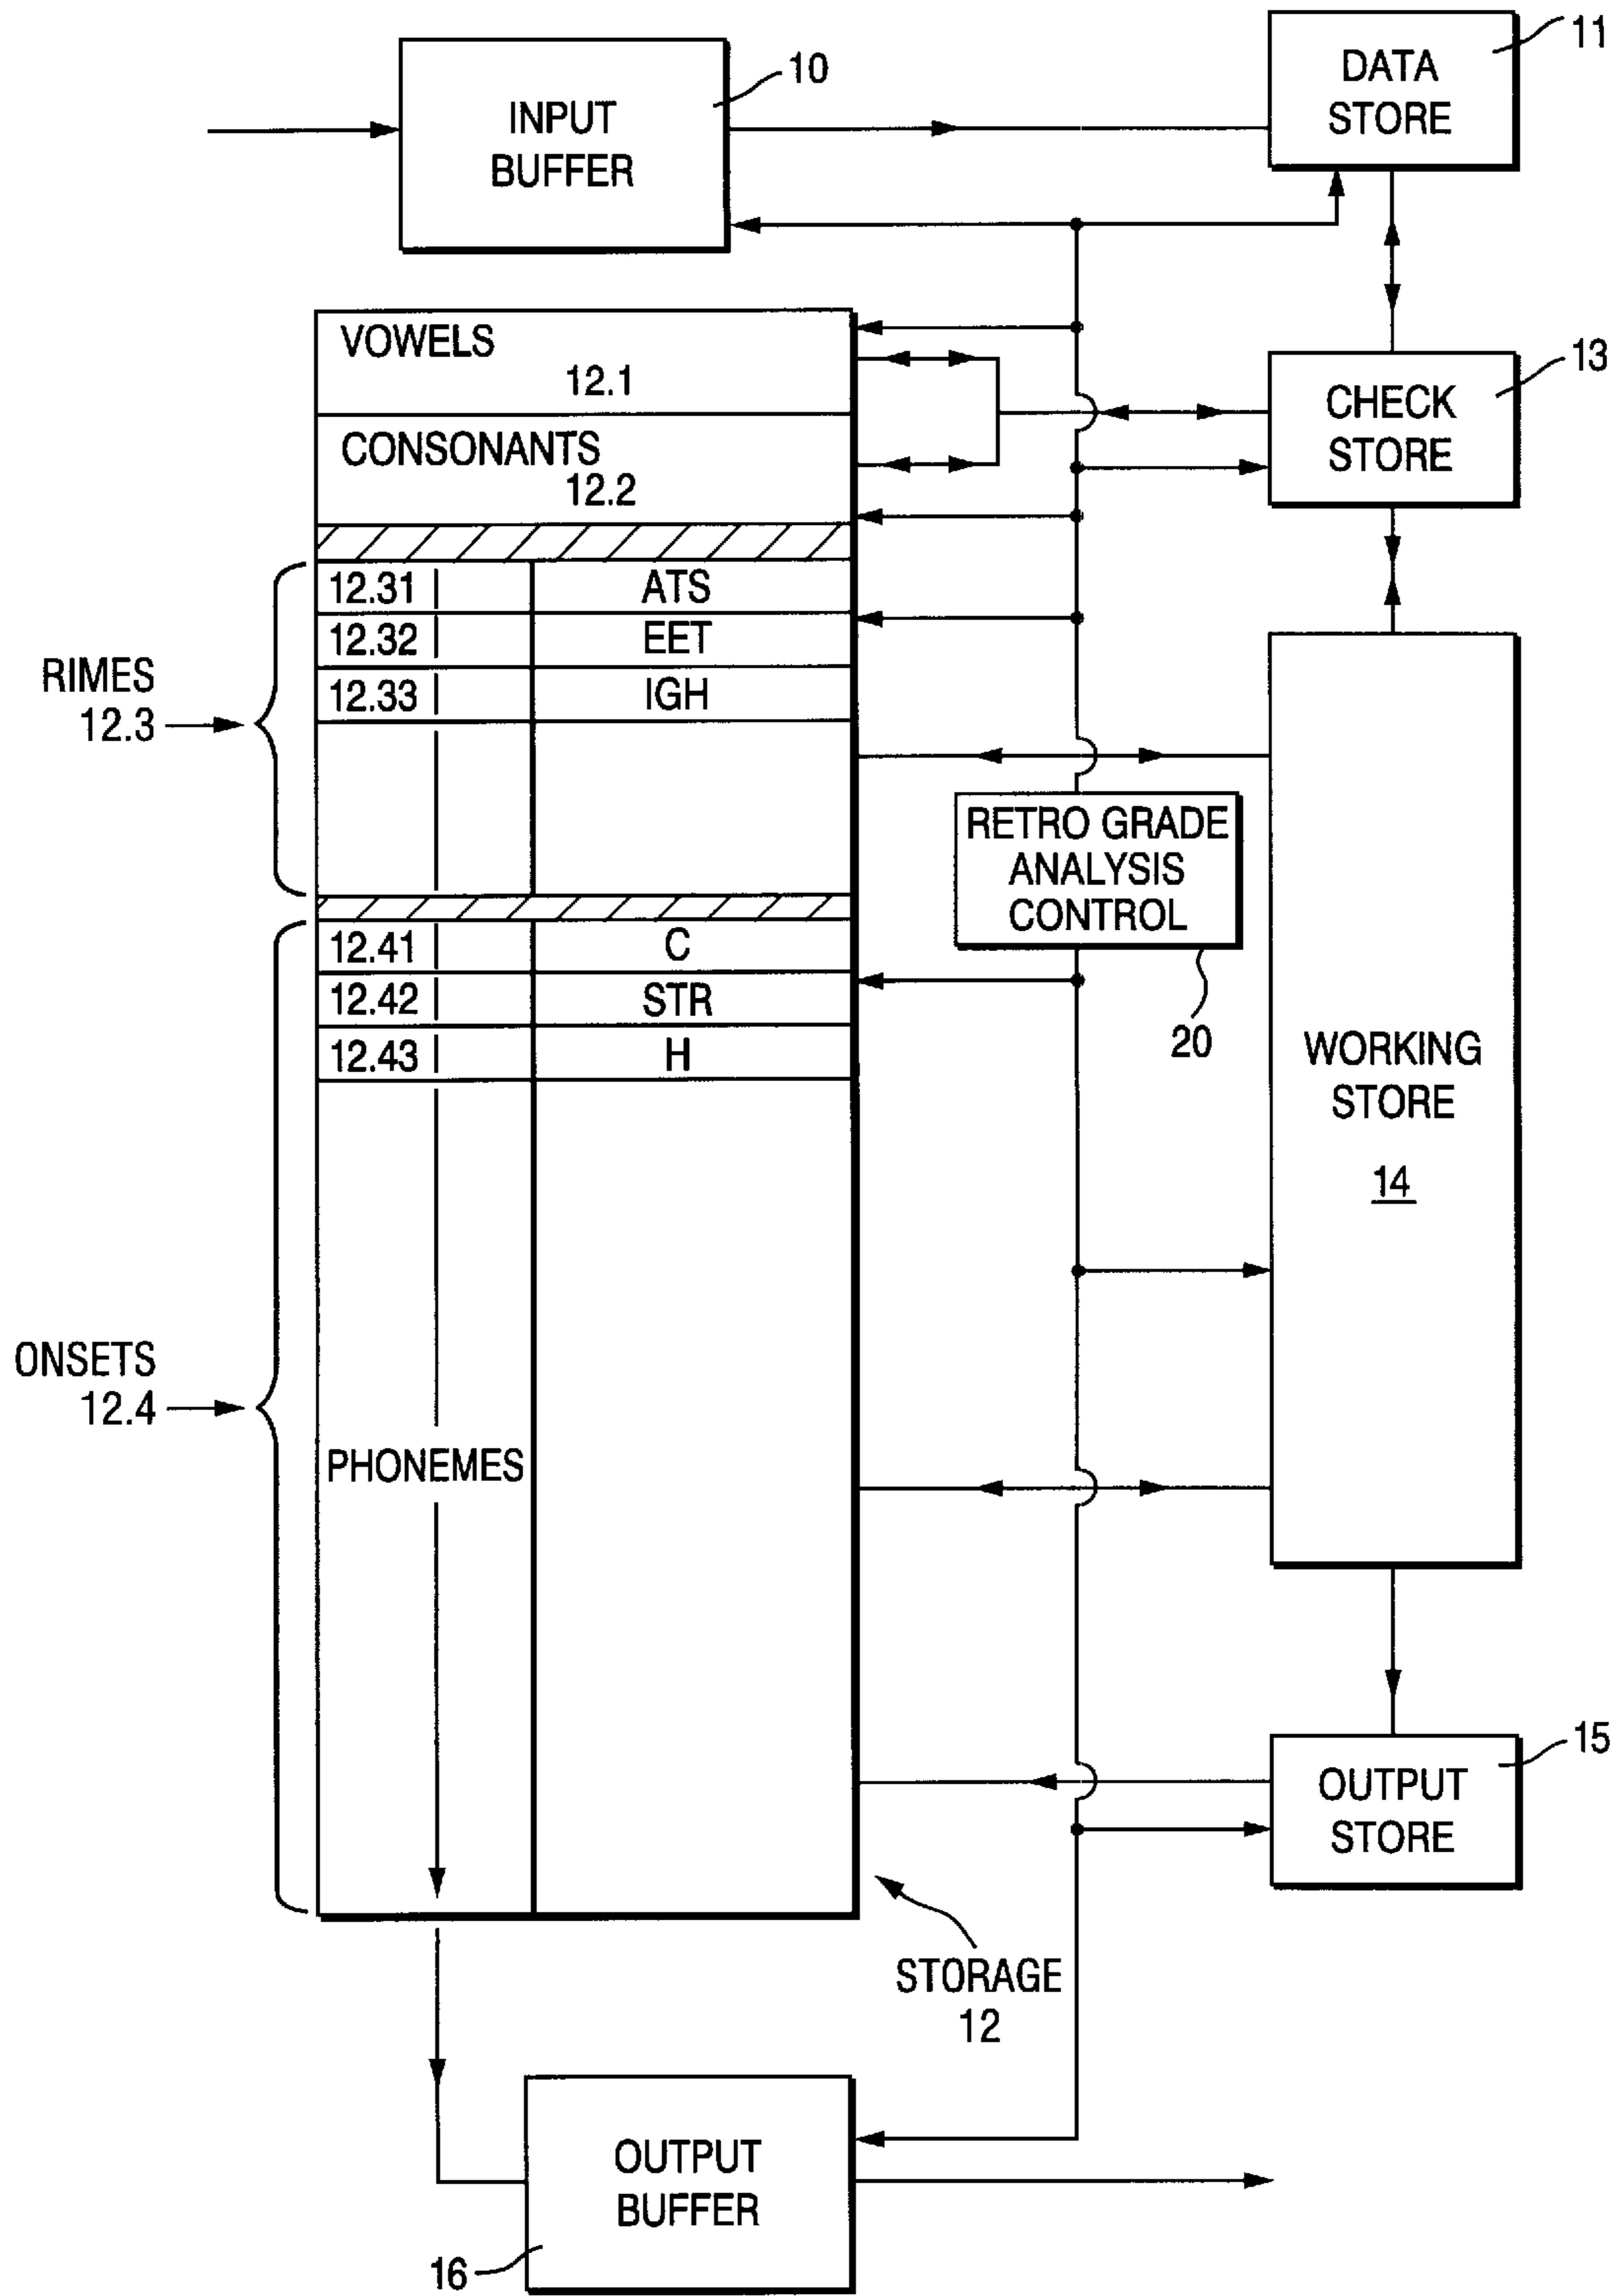 10
INPUT
BUFFER
11
DATA
STORE
VOWELS
12.1
CONSONANTS
12.2
13
CHECK
STORE
RIMES
12.3
12.31 ATS
12.32 EET
12.33 IGH
RETRO GRADE
ANALYSIS
CONTROL
20
12.41 C
12.42 STR
12.43 H
WORKING
STORE
14
ONSETS
12.4
PHONEMES
15
OUTPUT
STORE
STORAGE
12
OUTPUT
BUFFER
16